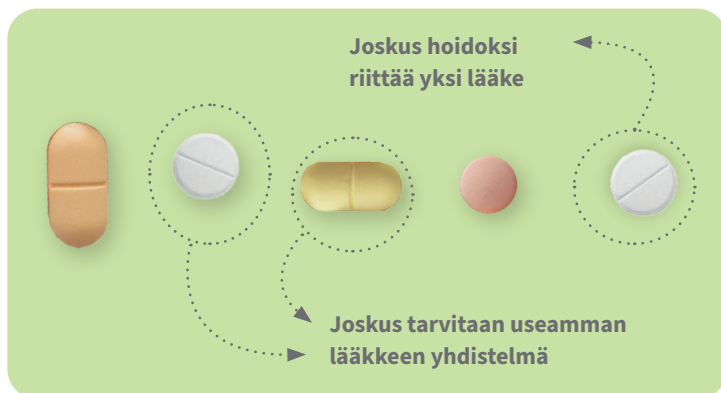 Joskus hoidoksi
riittää yksi lääke
Joskus tarvitaan useamman
lääkkeen yhdistelmä